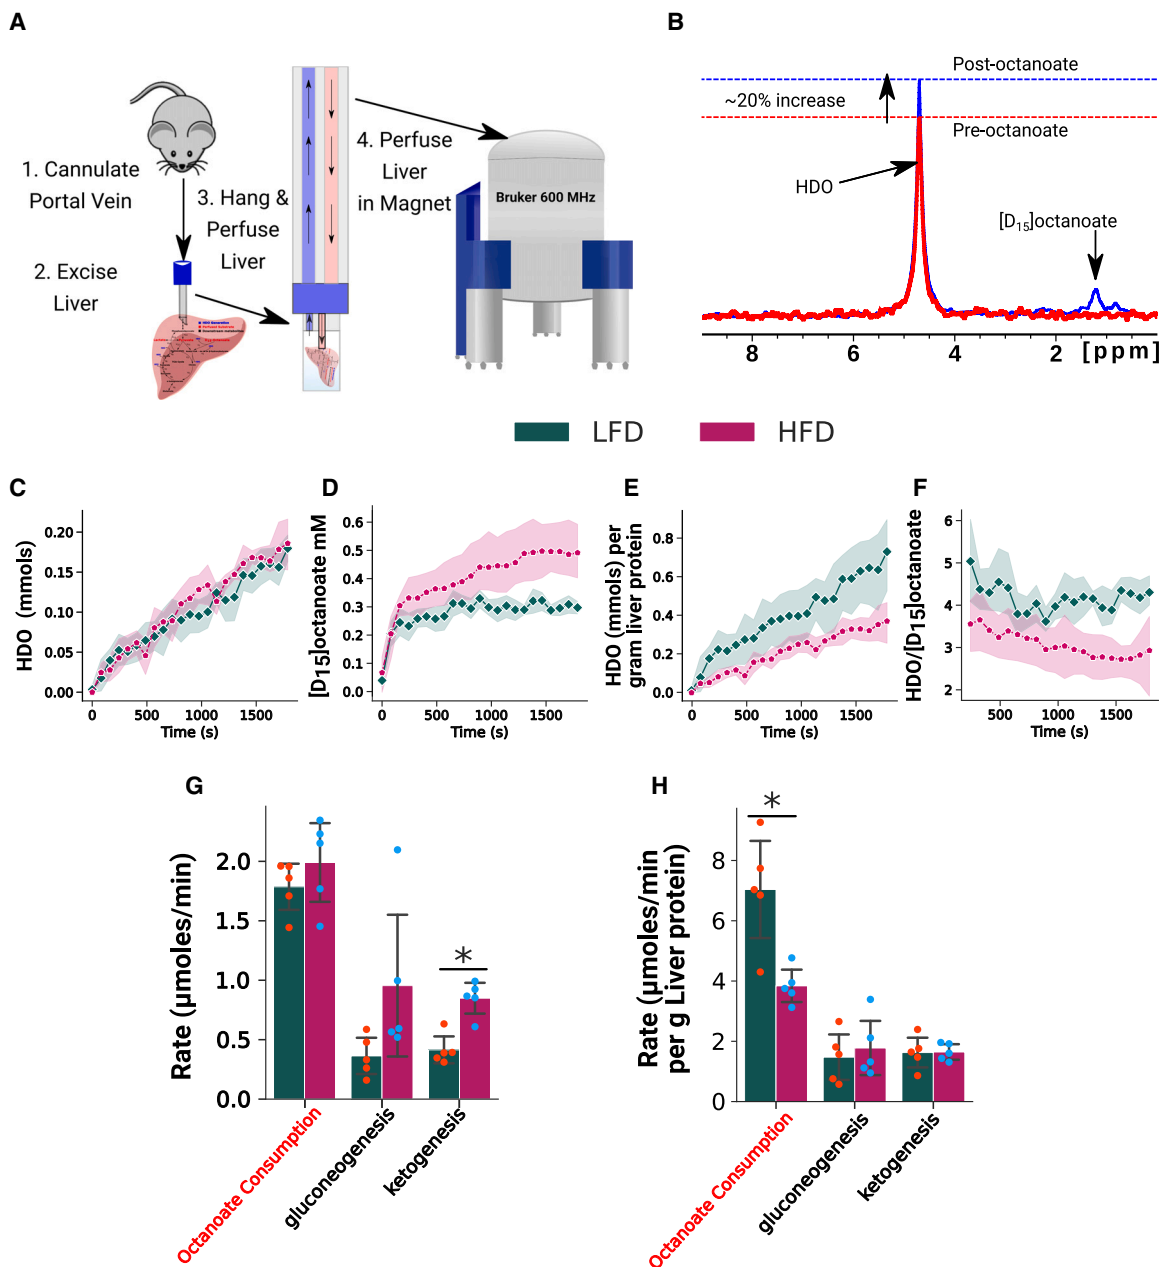 A
1. Cannulate
Portal Vein
2. Excise
Liver
3. Hang &
Perfuse
Liver
4. Perfuse
Liver
in Magnet
Bruker 600 MHz
B
Post-octanoate
~20% increase
Pre-octanoate
HDO
[D₁₅]octanoate
8 6 4 2 [ppm]
LFD HFD
C
HDO (mmols)
0.20
0.15
0.10
0.05
0.00
0 500 1000 1500
Time (s)
D
[D15]octanoate mM
0.6
0.5
0.4
0.3
0.2
0.1
0.0
0 500 1000 1500
Time (s)
E
HDO (mmols) per
gram liver protein
0.8
0.6
0.4
0.2
0.0
0 500 1000 1500
Time (s)
F
HDO/[D15]octanoate
6
5
4
3
2
500 1000 1500
Time (s)
G
Rate (µmoles/min)
2.0
1.5
1.0
0.5
0.0
*
Octanoate Consumption
gluconeogenesis
ketogenesis
H
Rate (µmoles/min
per g Liver protein)
8
6
4
2
0
*
Octanoate Consumption
gluconeogenesis
ketogenesis